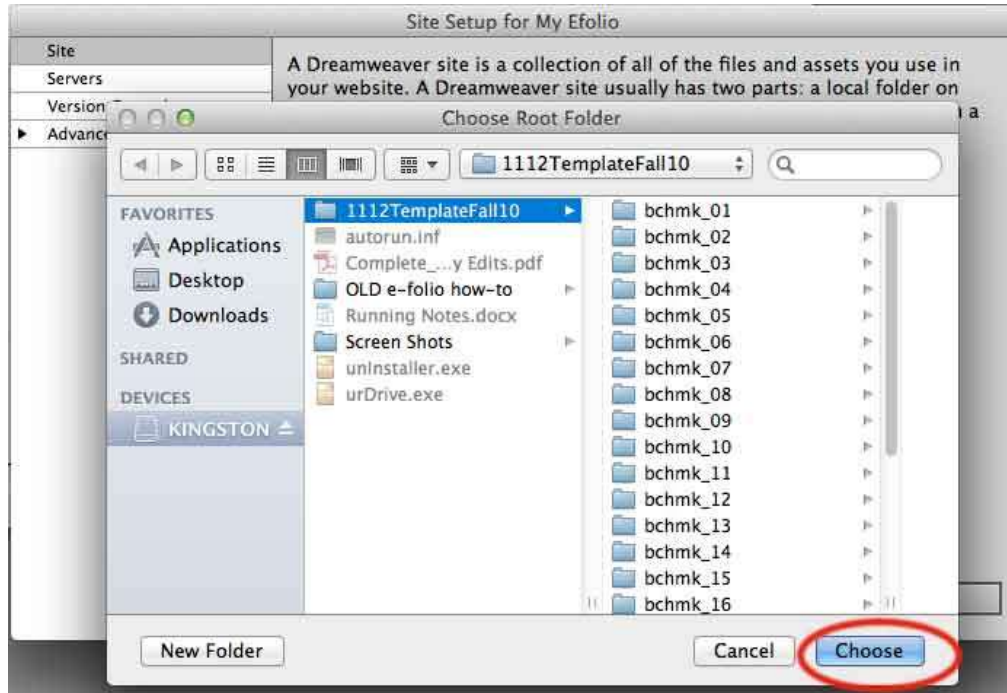 Site Setup for My Efolio
Site
Servers
Version
Advance
A Dreamweaver site is a collection of all of the files and assets you use in
your website. A Dreamweaver site usually has two parts: a local folder on
a
Choose Root Folder
1112TemplateFall10
FAVORITES
Applications
Desktop
Downloads
SHARED
DEVICES
KINGSTON
1112TemplateFall10
autorun.inf
Complete_...y Edits.pdf
OLD e-folio how-to
Running Notes.docx
Screen Shots
unInstaller.exe
urDrive.exe
bchmk_01
bchmk_02
bchmk_03
bchmk_04
bchmk_05
bchmk_06
bchmk_07
bchmk_08
bchmk_09
bchmk_10
bchmk_11
bchmk_12
bchmk_13
bchmk_14
bchmk_15
bchmk_16
New Folder
Cancel
Choose